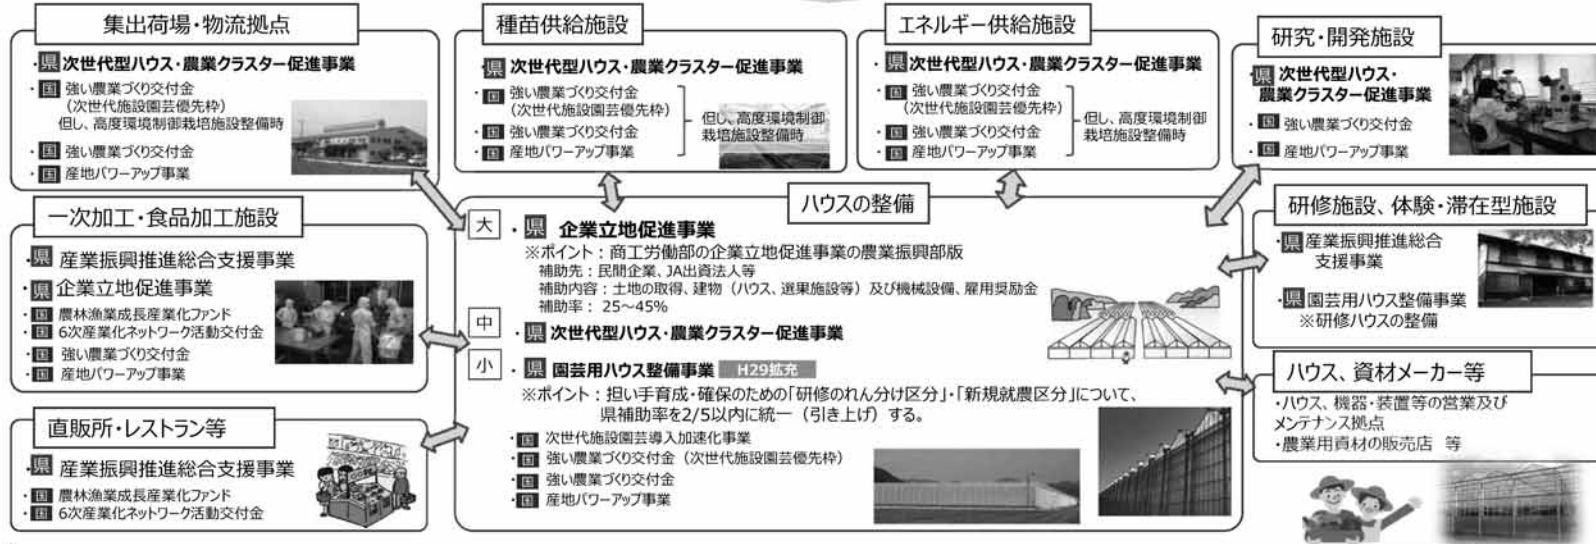 集出荷場・物流拠点
・県 次世代型ハウス・農業クラスター促進事業
・国 強い農業づくり交付金
（次世代施設園芸優先枠）
但し、高度環境制御栽培施設整備時
・国 強い農業づくり交付金
・国 産地パワーアップ事業
種苗供給施設
・県 次世代型ハウス・農業クラスター促進事業
・国 強い農業づくり交付金
（次世代施設園芸優先枠）
・国 強い農業づくり交付金
・国 産地パワーアップ事業
但し、高度環境制御
栽培施設整備時
エネルギー供給施設
・県 次世代型ハウス・農業クラスター促進事業
・国 強い農業づくり交付金
（次世代施設園芸優先枠）
・国 強い農業づくり交付金
・国 産地パワーアップ事業
但し、高度環境制御
栽培施設整備時
研究・開発施設
・県 次世代型ハウス・
農業クラスター促進事業
・国 強い農業づくり交付金
・国 産地パワーアップ事業
一次加工・食品加工施設
・県 産業振興推進総合支援事業
・県 企業立地促進事業
・国 農林漁業成長産業化ファンド
・国 6次産業化ネットワーク活動交付金
・国 強い農業づくり交付金
・国 産地パワーアップ事業
直販所・レストラン等
・県 産業振興推進総合支援事業
・国 農林漁業成長産業化ファンド
・国 6次産業化ネットワーク活動交付金
ハウスの整備
大
・県 企業立地促進事業
※ポイント：商工労働部の企業立地促進事業の農業振興部版
補助先：民間企業、JA出資法人等
補助内容：土地の取得、建物（ハウス、選果施設等）及び機械設備、雇用奨励金
補助率：25～45%
中
・県 次世代型ハウス・農業クラスター促進事業
小
・県 園芸用ハウス整備事業 H29拡充
※ポイント：担い手育成・確保のための「研修のれん分け区分」・「新規就農区分」について、
県補助率を2/5以内に統一（引き上げ）する。
・国 次世代施設園芸導入加速化事業
・国 強い農業づくり交付金（次世代施設園芸優先枠）
・国 強い農業づくり交付金
・国 産地パワーアップ事業
研修施設、体験・滞在型施設
・県 産業振興推進総合
支援事業
・県 園芸用ハウス整備事業
※研修ハウスの整備
ハウス、資材メーカー等
・ハウス、機器・装置等の営業及び
メンテナンス拠点
・農業用資材の販売店 等